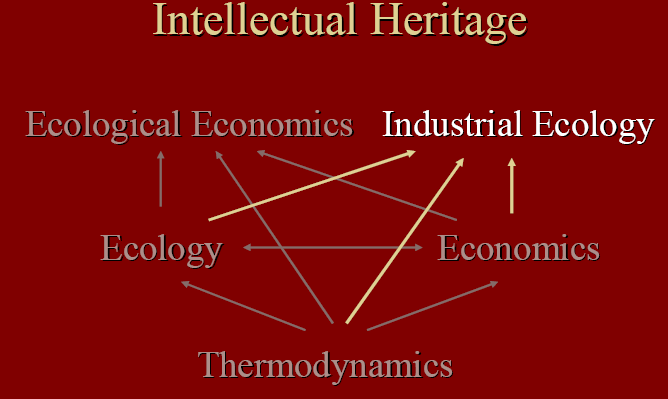 Intellectual Heritage
Ecological Economics Industrial Ecology
Ecology Economics
Thermodynamics